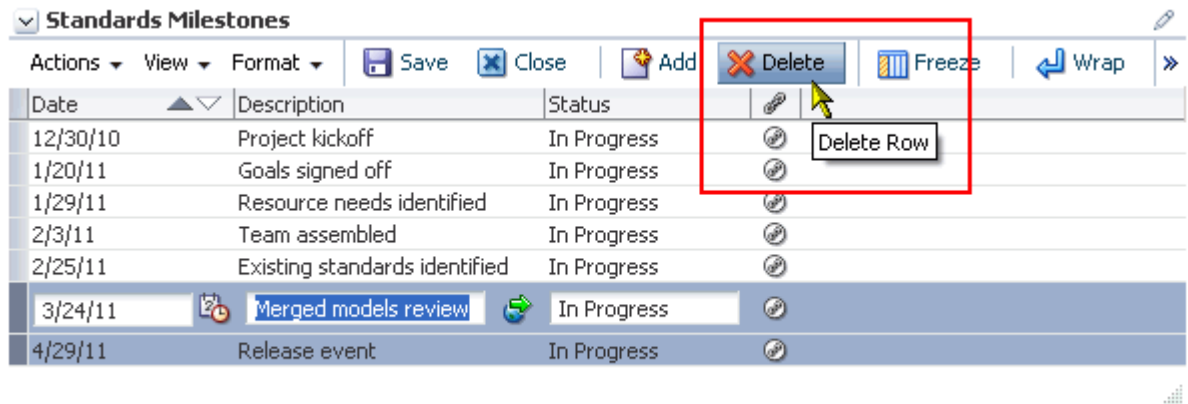 Standards Milestones
Actions View Format Save Close Add Delete Freeze Wrap »
Date Description Status
12/30/10 Project kickoff In Progress
Delete Row
1/20/11 Goals signed off In Progress
1/29/11 Resource needs identified In Progress
2/3/11 Team assembled In Progress
2/25/11 Existing standards identified In Progress
3/24/11 Merged models review In Progress
4/29/11 Release event In Progress